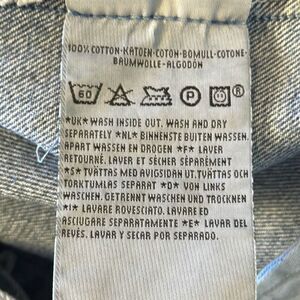 100% COTTON·KATOEN·COTON·BOMULL·COTONE·
BAUMWOLLE·ALGODÓN
60 P ®
*UK* WASH INSIDE OUT. WASH AND DRY
SEPARATELY *NL* BINNENSTE BUITEN WASSEN.
APART WASSEN EN DROGEN *F* LAVER
RETOURNÉ. LAVER ET SÉCHER SÉPARÉMENT
*S* TVÄTTAS MED AVIGSIDAN UT. TVÄTTAS OCH
TORKTUMLAS SEPARAT *D* VON LINKS
WASCHEN. GETRENNT WASCHEN UND TROCKNEN
*I* LAVARE ROVESCIATO. LAVARE ED
ASCIUGARE SEPARATAMENTE *E* LAVAR DEL
REVÉS. LAVAR Y SECAR POR SEPARADO.